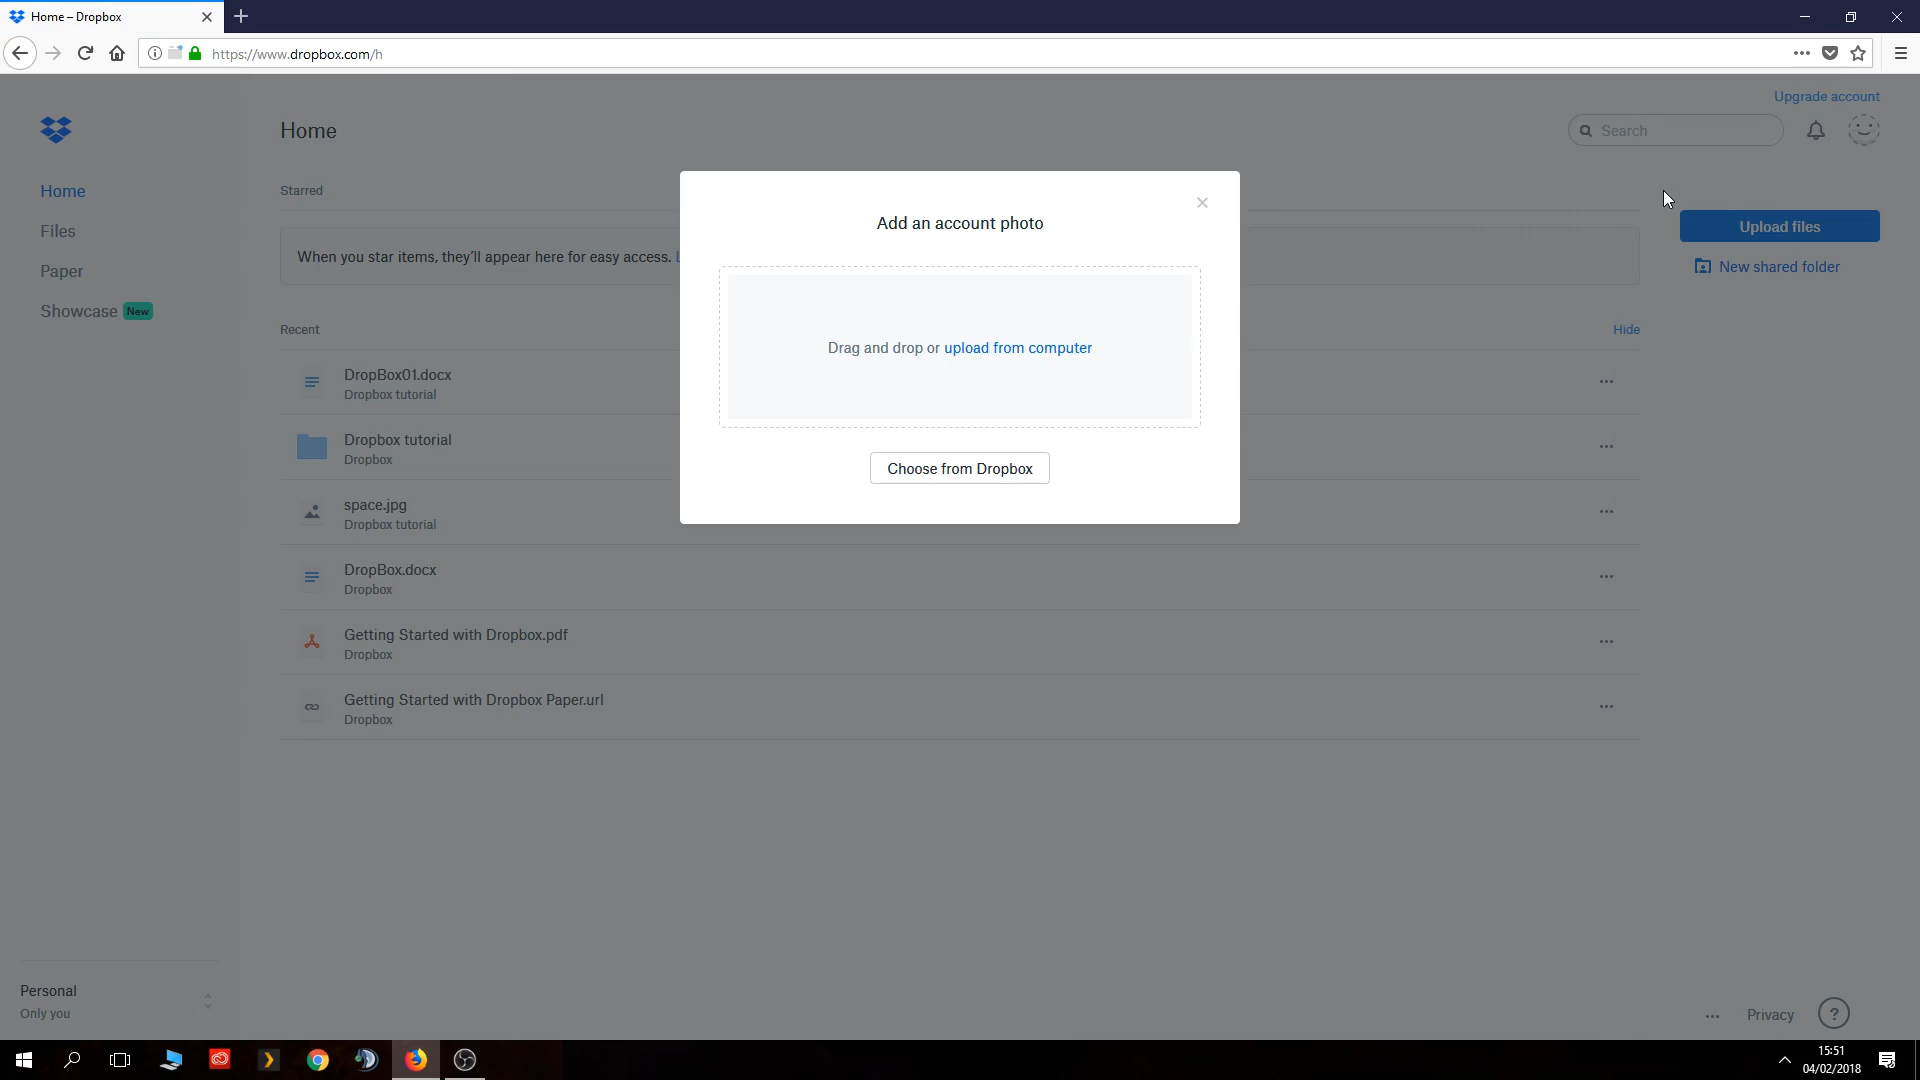 Home – Dropbox
https://www.dropbox.com/h
Upgrade account
Home
Search
Home
Files
Paper
Showcase New
Starred
When you star items, they’ll appear here for easy access.
Upload files
New shared folder
Add an account photo
Drag and drop or upload from computer
Choose from Dropbox
Recent
Hide
DropBox01.docx
Dropbox tutorial
Dropbox tutorial
Dropbox
space.jpg
Dropbox tutorial
DropBox.docx
Dropbox
Getting Started with Dropbox.pdf
Dropbox
Getting Started with Dropbox Paper.url
Dropbox
Personal
Only you
Privacy
?
15:51
04/02/2018